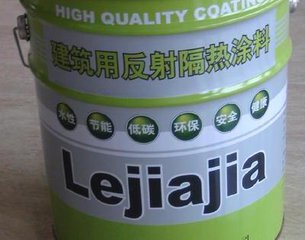 HIGH QUALITY COATING
建筑用反射隔热涂料
水性 节能 低碳 环保 安全 健康
Lejiajia